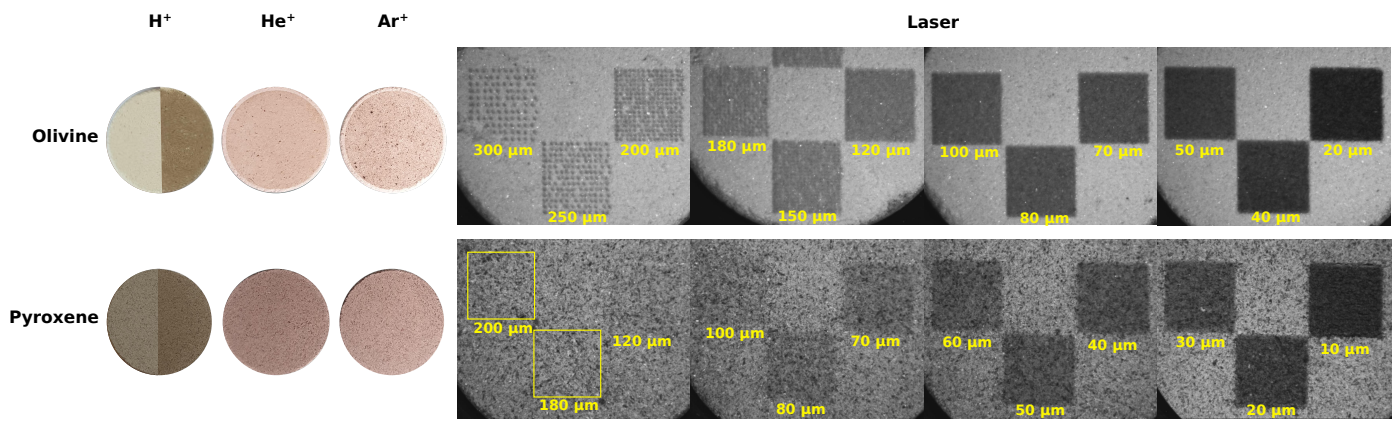 H⁺ He⁺ Ar⁺ Laser
Olivine
300 μm 200 μm 180 μm 120 μm 100 μm 70 μm 50 μm 20 μm
250 μm 150 μm 80 μm 40 μm
Pyroxene
200 μm 120 μm 100 μm 70 μm 60 μm 40 μm 30 μm 10 μm
180 μm 80 μm 50 μm 20 μm